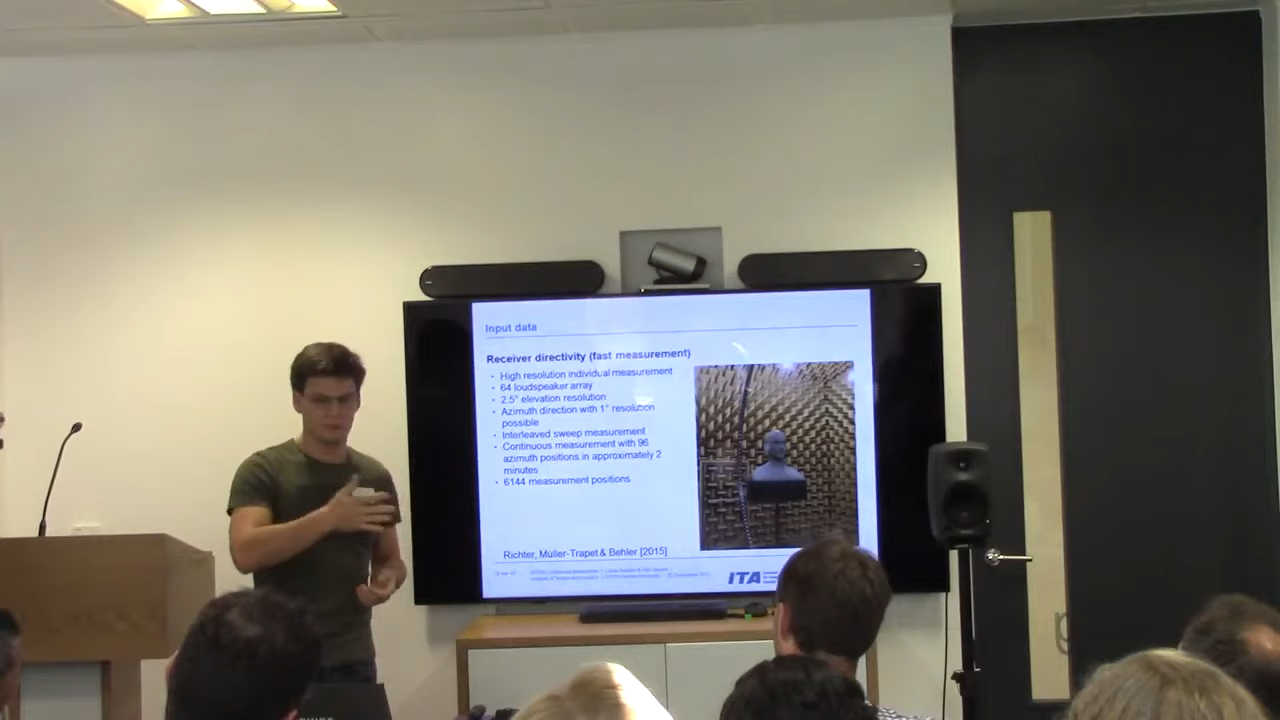 Input data
Receiver directivity (fast measurement)
• High resolution individual measurement
• 64 loudspeaker array
• 2.5° elevation resolution
• Azimuth direction with 1° resolution
possible
• Interleaved sweep measurement
• Continuous measurement with 96
azimuth positions in approximately 2
minutes
• 6144 measurement positions
Richter, Müller-Trapet & Behler [2015]
ITA